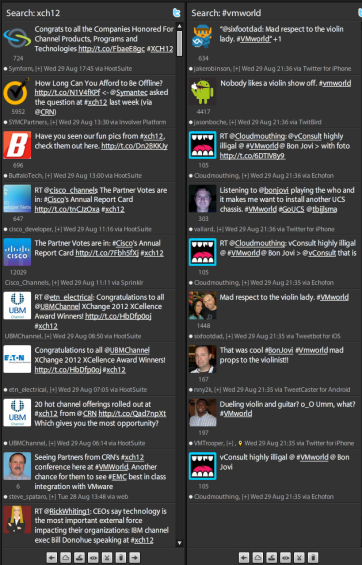 Search: xch12
Congrats to all the Companies Honored For
Channel Products, Programs and
Technologies http://t.co/FbaeE8gc #XCH12
724
Symform, [+] Wed 29 Aug 17:45 via HootSuite
How Long Can You Afford to Be Offline?
http://t.co/N1V4fKPf <-@Symantec asked
the question at #xch12 last week (via
@CRN)
5952
SYMCPartners, [+] Wed 29 Aug 13:30 via Involver Platform
Have you seen our fun pics from #xch12,
check them out here. http://t.co/Dn2BKKJy
696
BuffaloTech, [+] Wed 29 Aug 13:00 via HootSuite
RT @cisco_channels The Partner Votes are
in: #Cisco's Annual Report Card
http://t.co/tnCJzOxa #xch12
647
cisco_developer, [+] Wed 29 Aug 11:16 via HootSuite
The Partner Votes are in: #Cisco's Annual
Report Card http://t.co/7Fbh5fXj #xch12
12029
Cisco_Channels, [+] Wed 29 Aug 11:11 via Sprinklr
RT @etn_electrical: Congratulations to all
@UBMChannel XChange 2012 XCellence
Award Winners! http://t.co/HbDfp0oj
#xch12
UBMChannel, [+] Wed 29 Aug 06:50 via HootSuite
Congratulations to all @UBMChannel
XChange 2012 XCellence Award Winners!
http://t.co/HbDfp0oj #xch12
etn_electrical, [+] Wed 29 Aug 07:05 via HootSuite
20 hot channel offerings rolled out at
#xch12 from @CRN http://t.co/Qad7npXt
Which gives you the most opportunity?
UBMChannel, [+] Wed 29 Aug 06:14 via HootSuite
Seeing Partners from CRN's #xch12
conference here at #VMWorld. Another
chance for them to see #EMC best in class
integration with VMware
6
steve_spataro, [+] Tue 28 Aug 13:48 via web
RT @RickWhiting1: CEOs say technology is
the most important external force
impacting their organizations: IBM channel
exec Bill Donohue speaking at #xch12
Search: #vmworld
"@sixfootdad: Mad respect to the violin
lady. #VMworld" +1
634
jakerobinson, [+] Wed 29 Aug 21:36 via Twitter for iPhone
Nobody likes a violin show off. #vmworld
4417
jasonboche, [+] Wed 29 Aug 21:36 via TwitBird
RT @Cloudmouthing: @vConsult highly
illigal @ #VMworld @ Bon Jovi > with foto
http://t.co/6DTIV8y9
105
Cloudmouthing, [+] Wed 29 Aug 21:36 via Echofon
Listening to @bonjovi playing the who and
it makes me want to install another UCS
chassis. #VMworld #GoUCS @tbijlsma
303
vallard, [+] Wed 29 Aug 21:36 via Twitter for iPhone
RT @Cloudmouthing: vConsult highly illigal
@ #VMworld @ Bon Jovi > @vConsult that is
105
Cloudmouthing, [+] Wed 29 Aug 21:36 via Echofon
Mad respect to the violin lady. #VMworld
1448
sixfootdad, [+] Wed 29 Aug 21:35 via Tweetbot for iOS
That was cool #BonJovi #Vmworld mad
props to the violinist!!
167
nny2k, [+] Wed 29 Aug 21:35 via TweetCaster for Android
Dueling violin and guitar? o_O Umm, what?
#VMworld
197
VMTrooper, [+] Wed 29 Aug 21:35 via Twitter for iPhone
vConsult highly illigal @ #VMworld @ Bon
Jovi
105
Cloudmouthing, [+] Wed 29 Aug 21:35 via Echofon